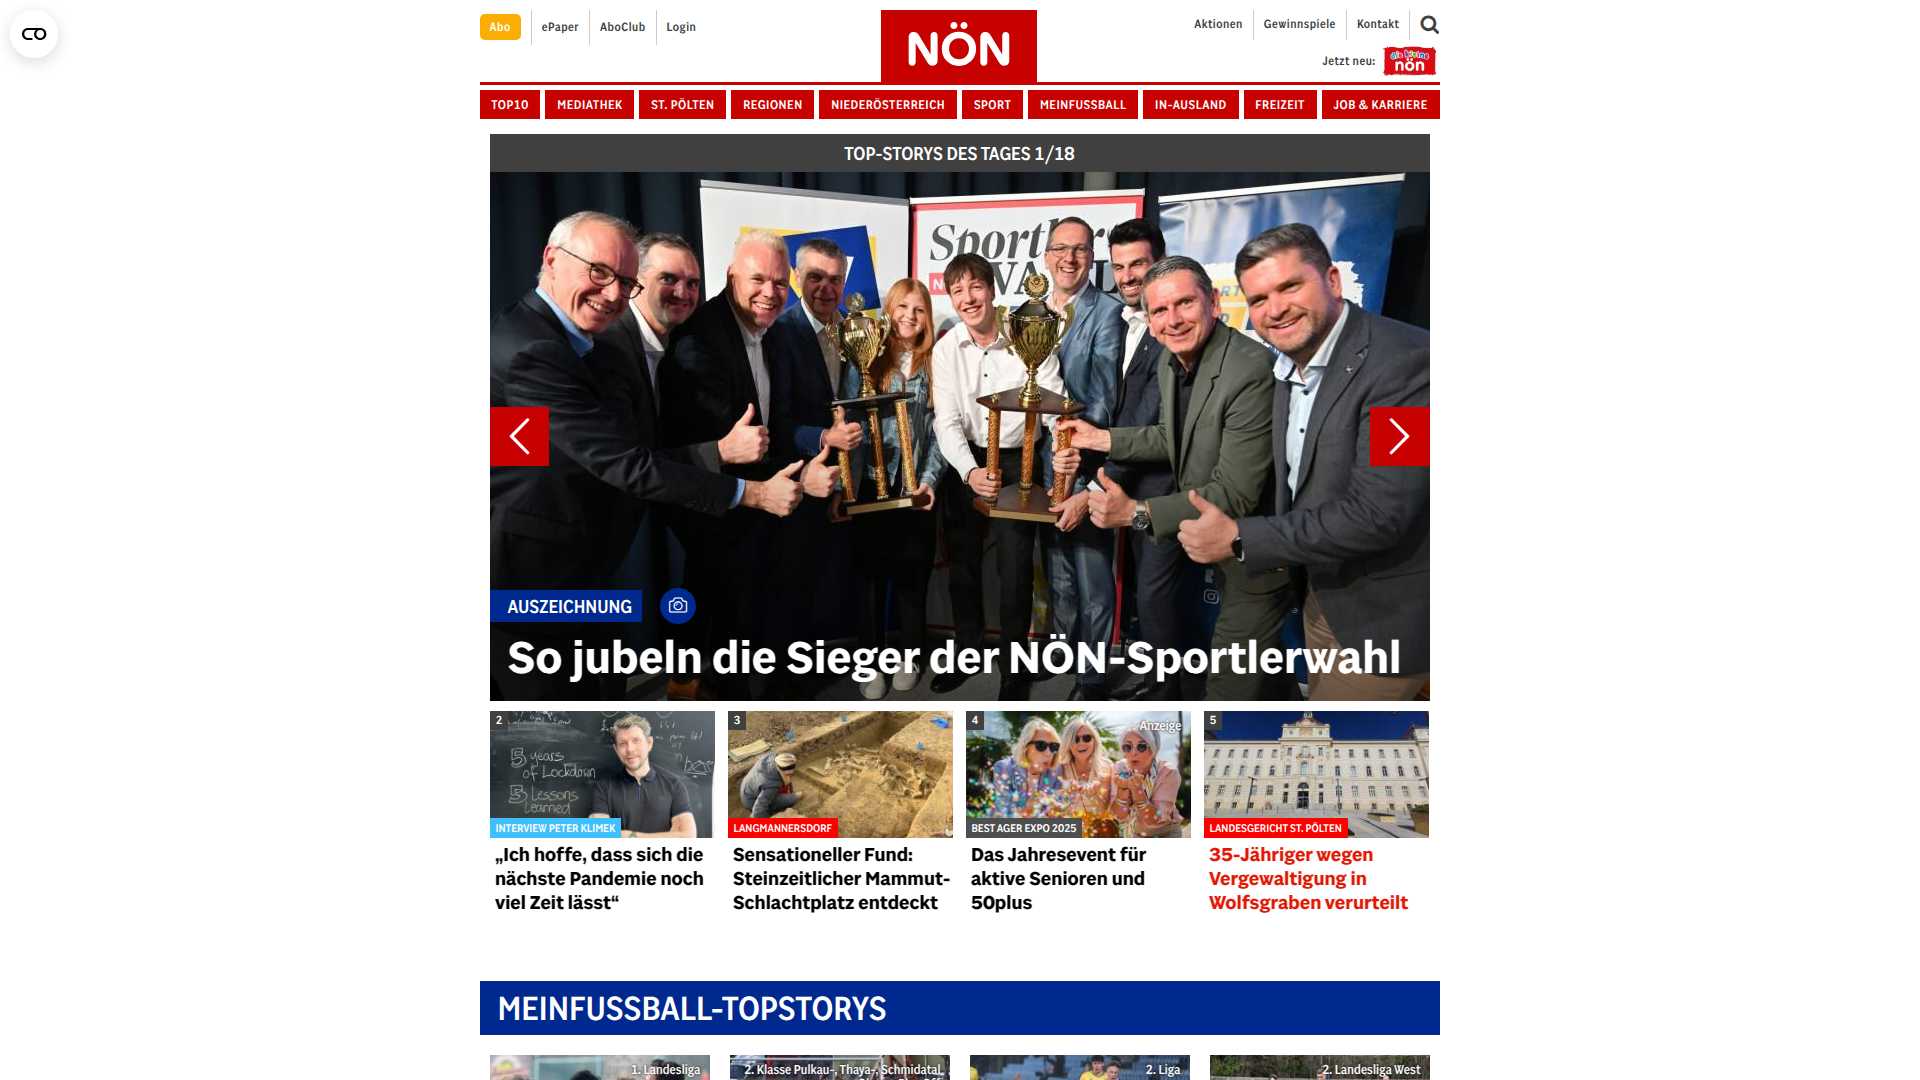 Abo
ePaper
AboClub
Login
NÖN
Aktionen
Gewinnspiele
Kontakt
Jetzt neu:
die kleine
nön
TOP10
MEDIATHEK
ST. PÖLTEN
REGIONEN
NIEDERÖSTERREICH
SPORT
MEINFUSSBALL
IN-AUSLAND
FREIZEIT
JOB & KARRIERE
TOP-STORYS DES TAGES 1/18
AUSZEICHNUNG
So jubeln die Sieger der NÖN-Sportlerwahl
2
5 years
of Lockdown
5 Lessons
Learned
INTERVIEW PETER KLIMEK
„Ich hoffe, dass sich die
nächste Pandemie noch
viel Zeit lässt“
3
LANGMANNERSDORF
Sensationeller Fund:
Steinzeitlicher Mammut-
Schlachtplatz entdeckt
4
Anzeige
BEST AGER EXPO 2025
Das Jahresevent für
aktive Senioren und
50plus
5
LANDESGERICHT ST. PÖLTEN
35-Jähriger wegen
Vergewaltigung in
Wolfsgraben verurteilt
MEINFUSSBALL-TOPSTORYS
1. Landesliga
2. Klasse Pulkau-, Thaya-, Schmidatal,
2. Liga
2. Landesliga West